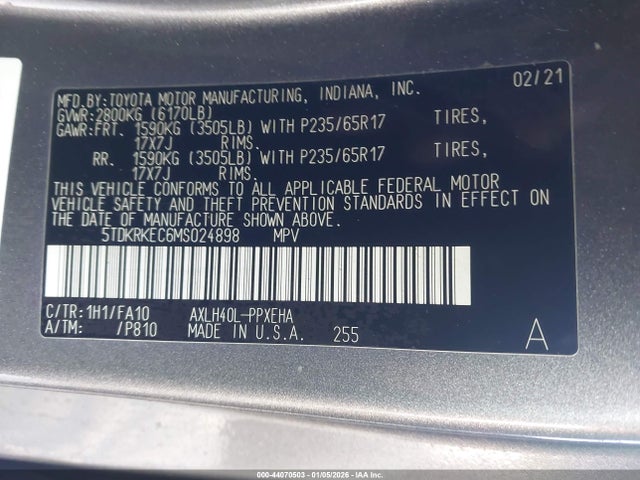 MFD.BY:TOYOTA MOTOR MANUFACTURING, INDIANA, INC. 02/21
GVWR:2800KG (6170LB)
GAWR:FRT. 1590KG (3505LB) WITH P235/65R17 TIRES,
17X7J RIMS.
RR. 1590KG (3505LB) WITH P235/65R17 TIRES,
17X7J RIMS.
THIS VEHICLE CONFORMS TO ALL APPLICABLE FEDERAL MOTOR
VEHICLE SAFETY AND THEFT PREVENTION STANDARDS IN EFFECT ON
THE DATE OF MANUFACTURE SHOWN ABOVE.
5TDKRKEC6MS024898 MPV
C/TR:1H1/FA10 AXLH40L-PPXEHA
A/TM: /P810 MADE IN U.S.A. 255 A
000-44070503 | 01/05/2026 - IAA Inc. |